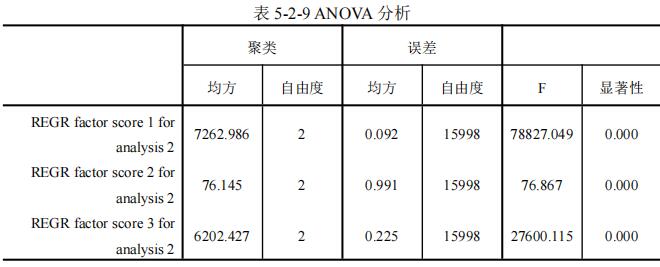 表 5-2-9 ANOVA 分析
聚类 误差
均方 自由度 均方 自由度 F 显著性
REGR factor score 1 for
analysis 2 7262.986 2 0.092 15998 78827.049 0.000
REGR factor score 2 for
analysis 2 76.145 2 0.991 15998 76.867 0.000
REGR factor score 3 for
analysis 2 6202.427 2 0.225 15998 27600.115 0.000